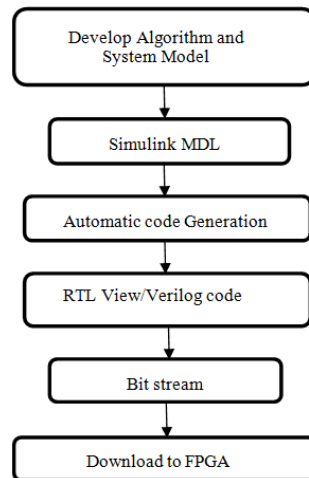 Develop Algorithm and
System Model
Simulink MDL
Automatic code Generation
RTL View/Verilog code
Bit stream
Download to FPGA